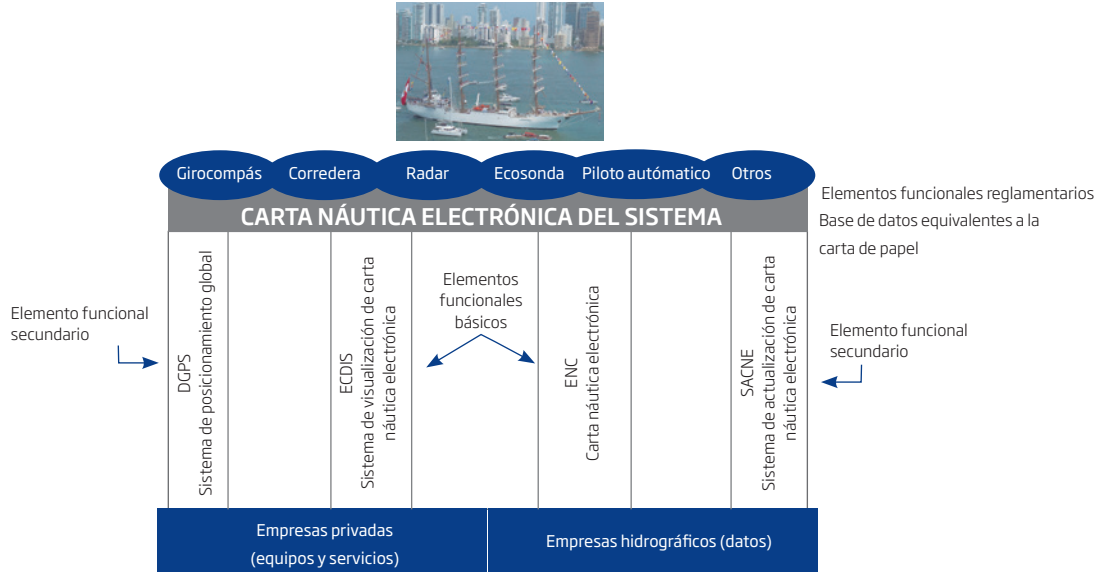 Girocompás
Corredera
Radar
Ecosonda
Piloto autómatico
Otros
CARTA NÁUTICA ELECTRÓNICA DEL SISTEMA
Elementos funcionales reglamentarios
Base de datos equivalentes a la
carta de papel
Elemento funcional
secundario
DGPS
Sistema de posicionamiento global
ECDIS
Sistema de visualización de carta
náutica electrónica
Elementos
funcionales
básicos
ENC
Carta náutica electrónica
SACNE
Sistema de actualización de carta
náutica electrónica
Elemento funcional
secundario
Empresas privadas
(equipos y servicios)
Empresas hidrográficos (datos)